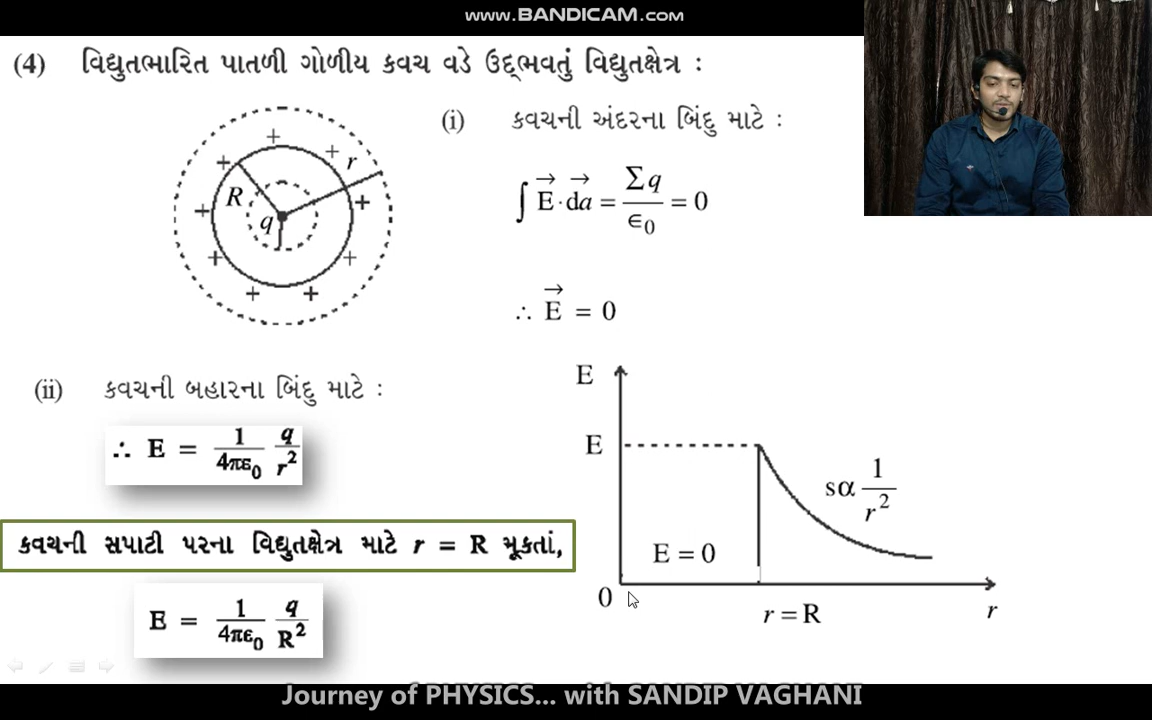 www.BANDICAM.com
(4) વિદ્યુતભારિત પાતળી ગોળીય કવચ વડે ઉદ્ભવતું વિદ્યુતક્ષેત્ર :
(i) કવચની અંદરના બિંદુ માટે :
r
R
q
∫ E⃗ · da⃗ = Σq / ∈0 = 0
∴ E⃗ = 0
(ii) કવચની બહારના બિંદુ માટે :
∴ E = 1/4πε0 q/r²
કવચની સપાટી પરના વિદ્યુતક્ષેત્ર માટે r = R મૂકતાં,
E = 1/4πε0 q/R²
E
E
sα 1/r²
E = 0
0
r = R
r
Journey of PHYSICS... with SANDIP VAGHANI